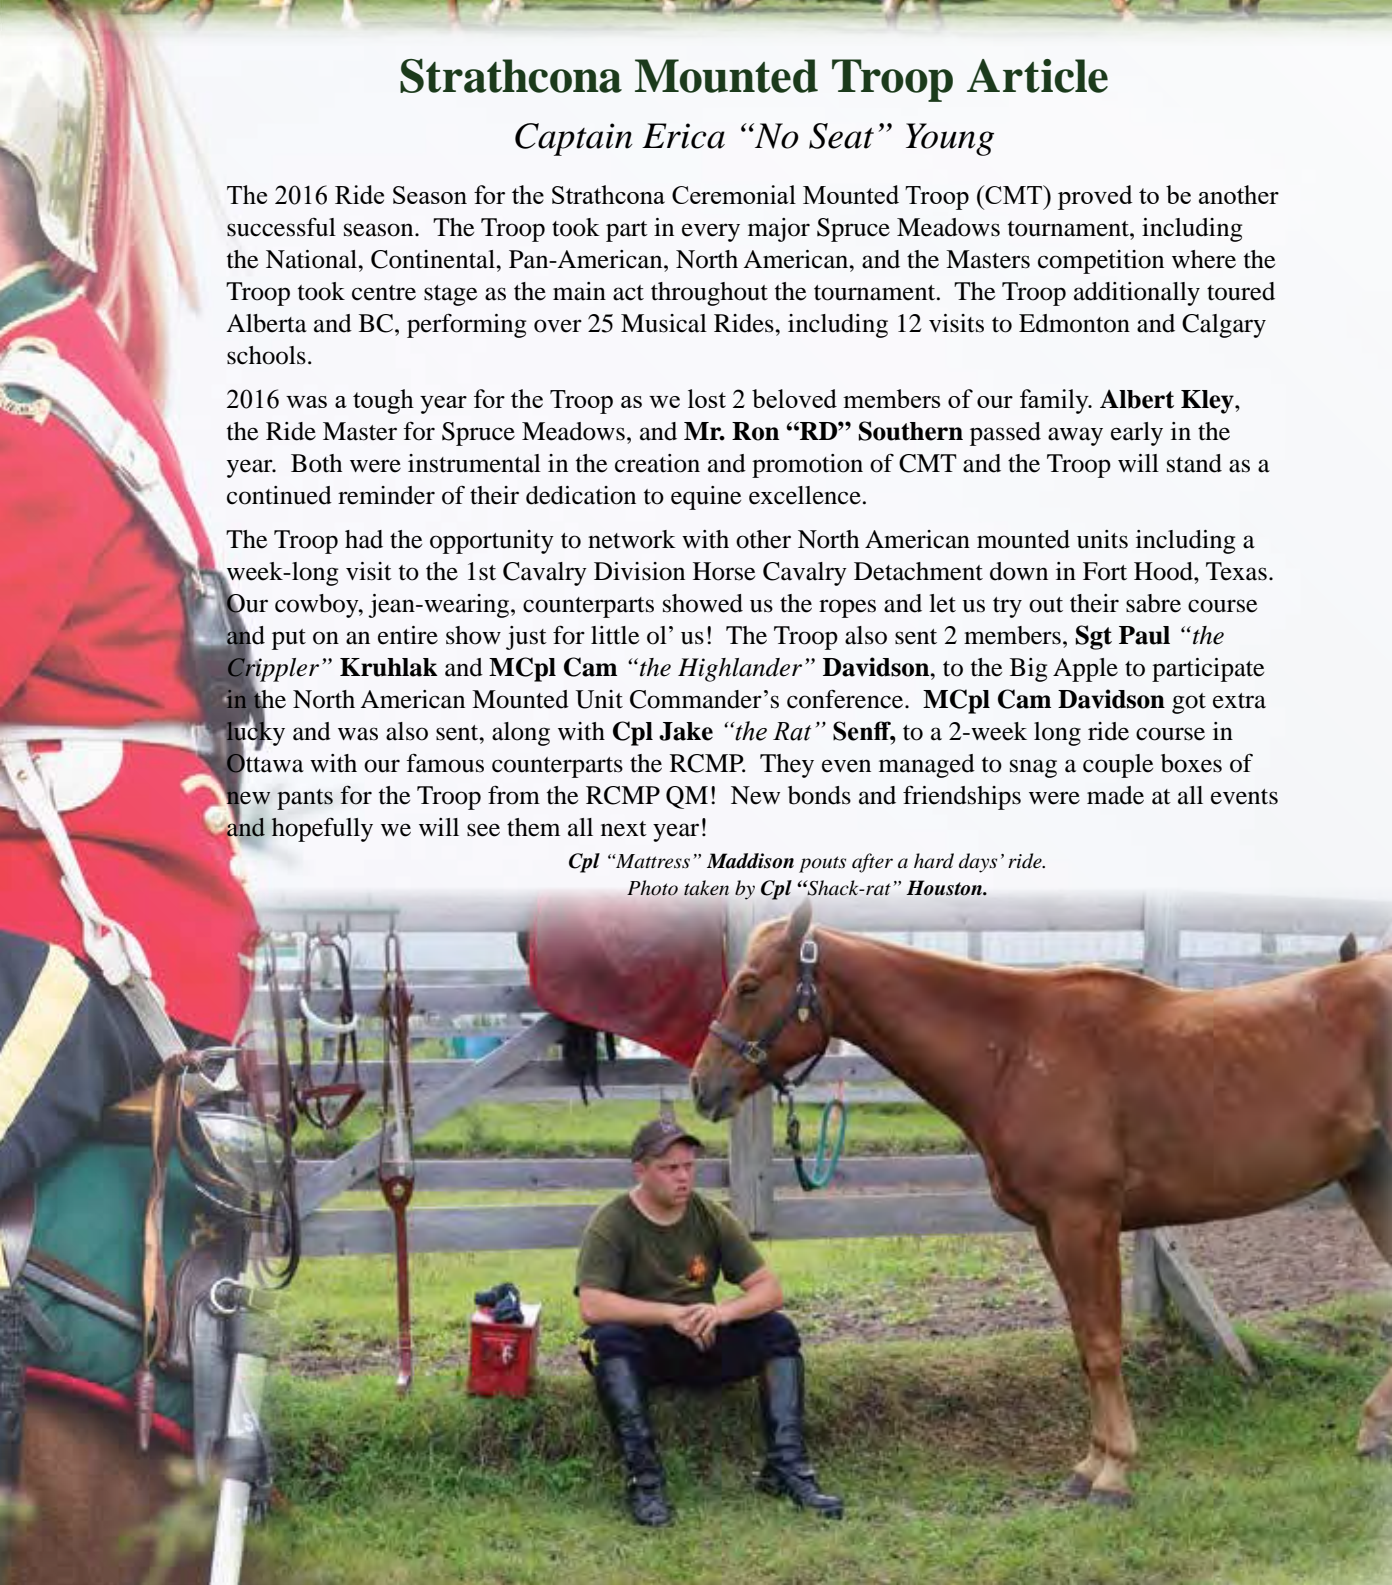 Strathcona Mounted Troop Article
Captain Erica “No Seat” Young
The 2016 Ride Season for the Strathcona Ceremonial Mounted Troop (CMT) proved to be another
successful season.  The Troop took part in every major Spruce Meadows tournament, including
the National, Continental, Pan-American, North American, and the Masters competition where the
Troop took centre stage as the main act throughout the tournament.  The Troop additionally toured
Alberta and BC, performing over 25 Musical Rides, including 12 visits to Edmonton and Calgary
schools.
2016 was a tough year for the Troop as we lost 2 beloved members of our family. Albert Kley,
the Ride Master for Spruce Meadows, and Mr. Ron “RD” Southern passed away early in the
year.  Both were instrumental in the creation and promotion of CMT and the Troop will stand as a
continued reminder of their dedication to equine excellence.
The Troop had the opportunity to network with other North American mounted units including a
week-long visit to the 1st Cavalry Division Horse Cavalry Detachment down in Fort Hood, Texas.
Our cowboy, jean-wearing, counterparts showed us the ropes and let us try out their sabre course
and put on an entire show just for little ol’ us!  The Troop also sent 2 members, Sgt Paul “the
Crippler” Kruhlak and MCpl Cam “the Highlander” Davidson, to the Big Apple to participate
in the North American Mounted Unit Commander’s conference.  MCpl Cam Davidson got extra
lucky and was also sent, along with Cpl Jake “the Rat” Senff, to a 2-week long ride course in
Ottawa with our famous counterparts the RCMP.  They even managed to snag a couple boxes of
new pants for the Troop from the RCMP QM!  New bonds and friendships were made at all events
and hopefully we will see them all next year!
Cpl “Mattress” Maddison pouts after a hard days’ ride.
Photo taken by Cpl “Shack-rat” Houston.